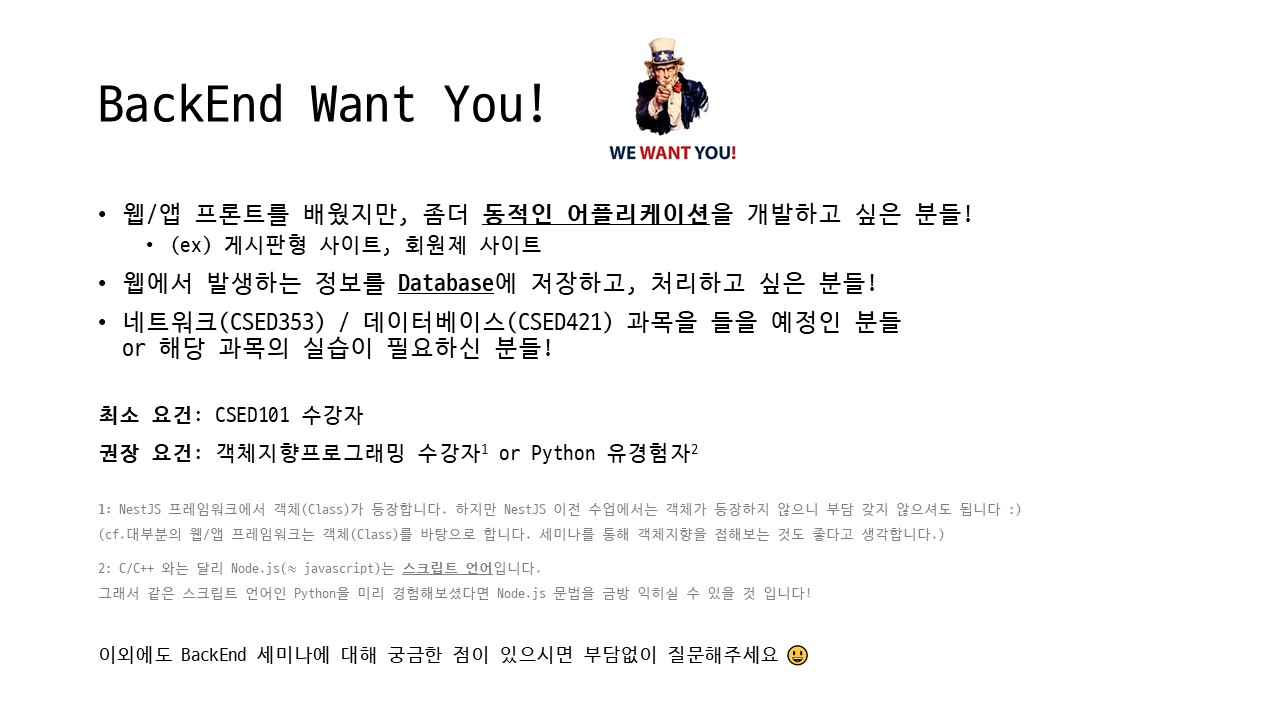 BackEnd Want You!
WE WANT YOU!
• 웹/앱 프론트를 배웠지만, 좀더 동적인 어플리케이션을 개발하고 싶은 분들!
• (ex) 게시판형 사이트, 회원제 사이트
• 웹에서 발생하는 정보를 Database에 저장하고, 처리하고 싶은 분들!
• 네트워크(CSED353) / 데이터베이스(CSED421) 과목을 들을 예정인 분들
or 해당 과목의 실습이 필요하신 분들!
최소 요건: CSED101 수강자
권장 요건: 객체지향프로그래밍 수강자1 or Python 유경험자2
1: NestJS 프레임워크에서 객체(Class)가 등장합니다. 하지만 NestJS 이전 수업에서는 객체가 등장하지 않으니 부담 갖지 않으셔도 됩니다 :)
(cf.대부분의 웹/앱 프레임워크는 객체(Class)를 바탕으로 합니다. 세미나를 통해 객체지향을 접해보는 것도 좋다고 생각합니다.)
2: C/C++ 와는 달리 Node.js(≈ javascript)는 스크립트 언어입니다.
그래서 같은 스크립트 언어인 Python을 미리 경험해보셨다면 Node.js 문법을 금방 익히실 수 있을 것 입니다!
이외에도 BackEnd 세미나에 대해 궁금한 점이 있으시면 부담없이 질문해주세요 😃